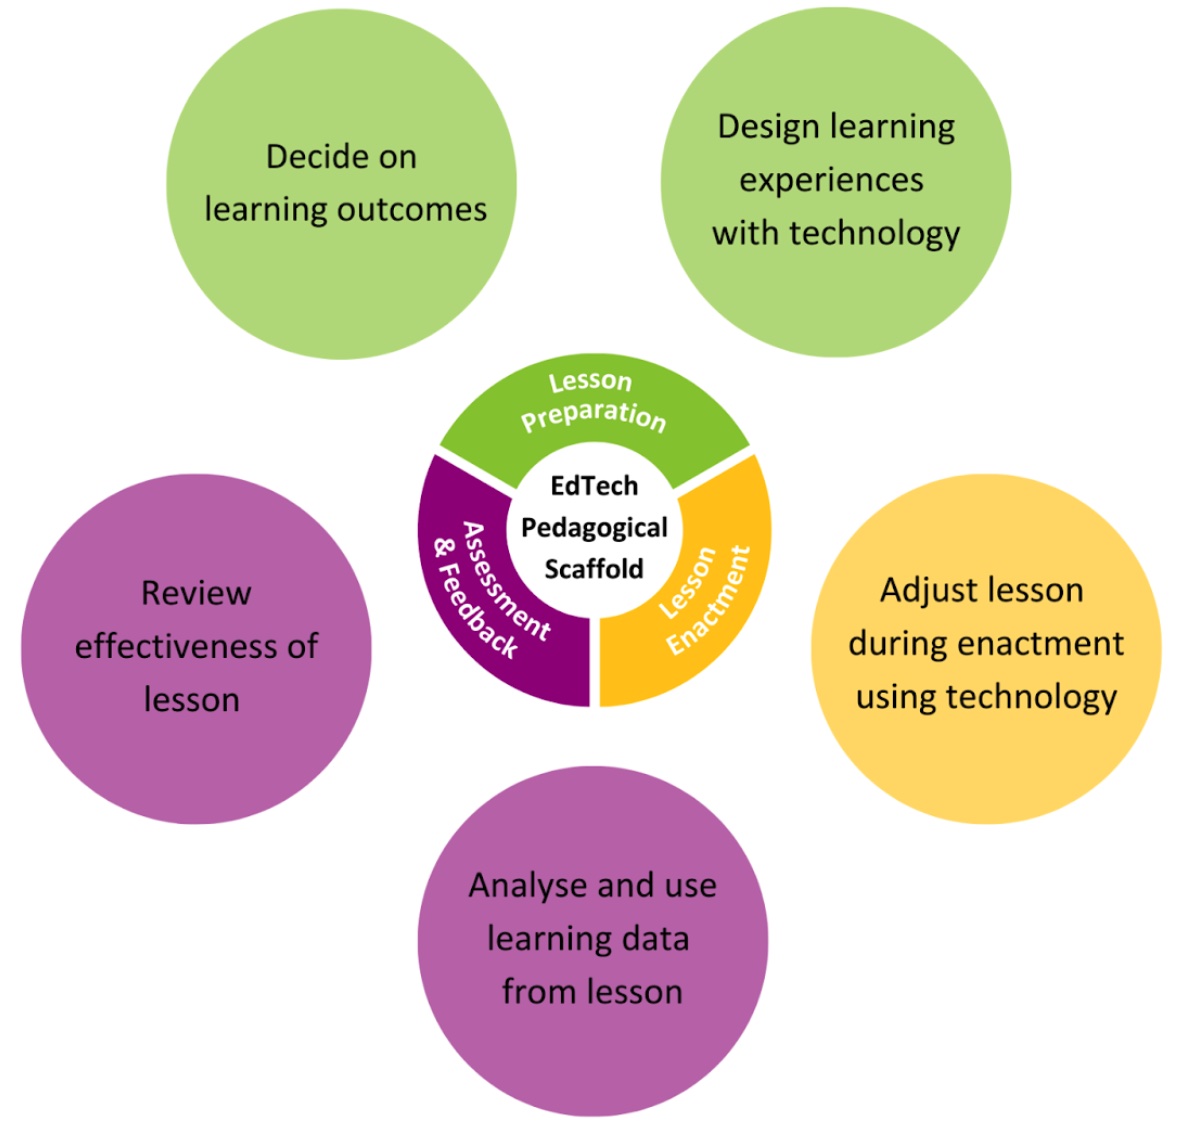 Decide on
learning outcomes
Design learning
experiences
with technology
Lesson
Preparation
EdTech
Pedagogical
Scaffold
Assessment
& Feedback
Lesson
Enactment
Review
effectiveness of
lesson
Adjust lesson
during enactment
using technology
Analyse and use
learning data
from lesson